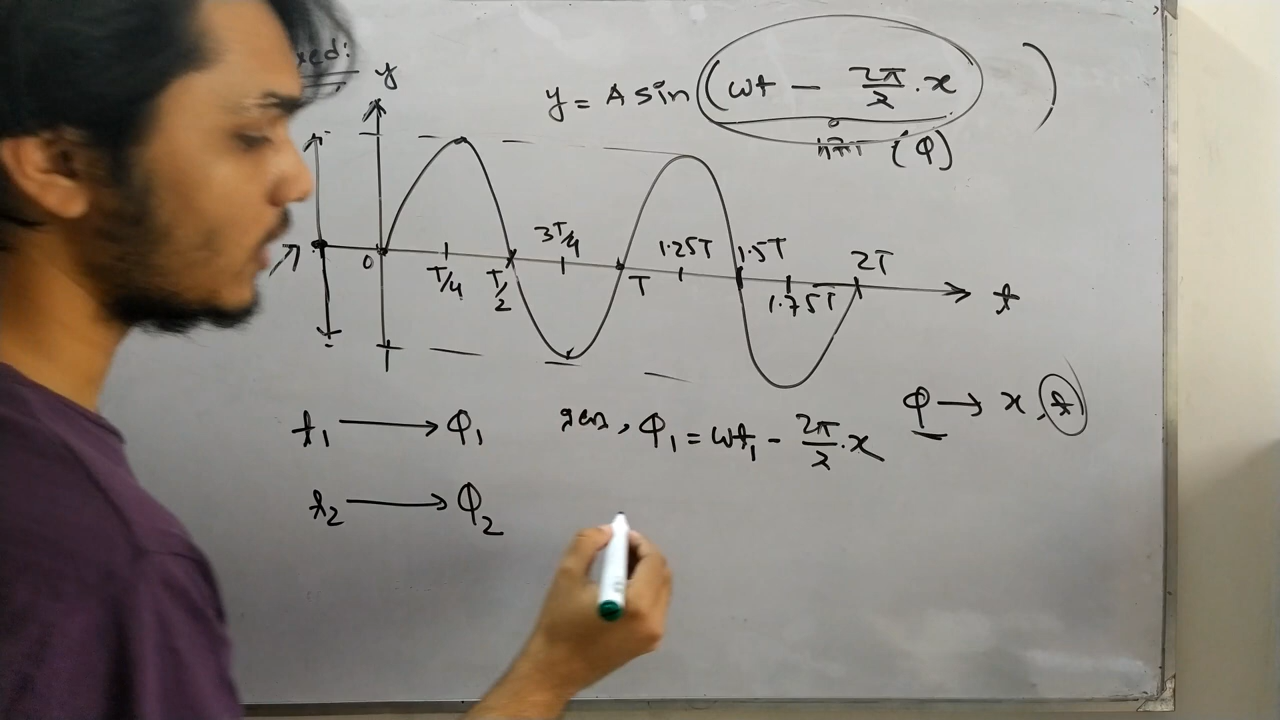 xed:
y
y = A sin (ωt − 2π/λ . x)
(φ)
0
T/4
T/2
3T/4
T
1.25T
1.5T
1.75T
2T
t
φ → x, t
t₁ → φ₁
φ₁ = ωt₁ − 2π/λ . x
t₂ → φ₂